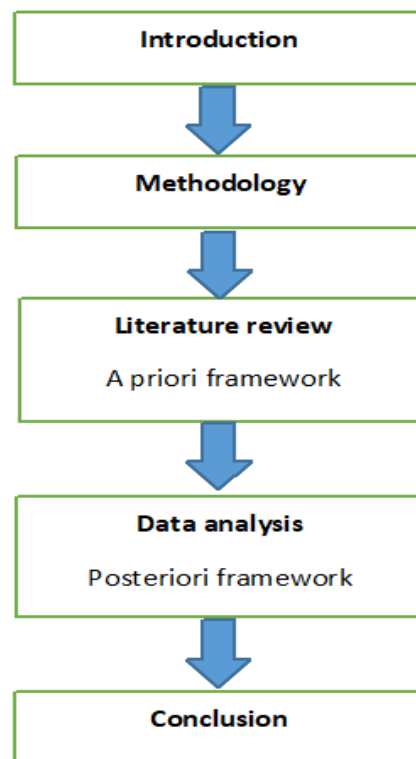 Introduction
Methodology
Literature review
A priori framework
Data analysis
Posteriori framework
Conclusion